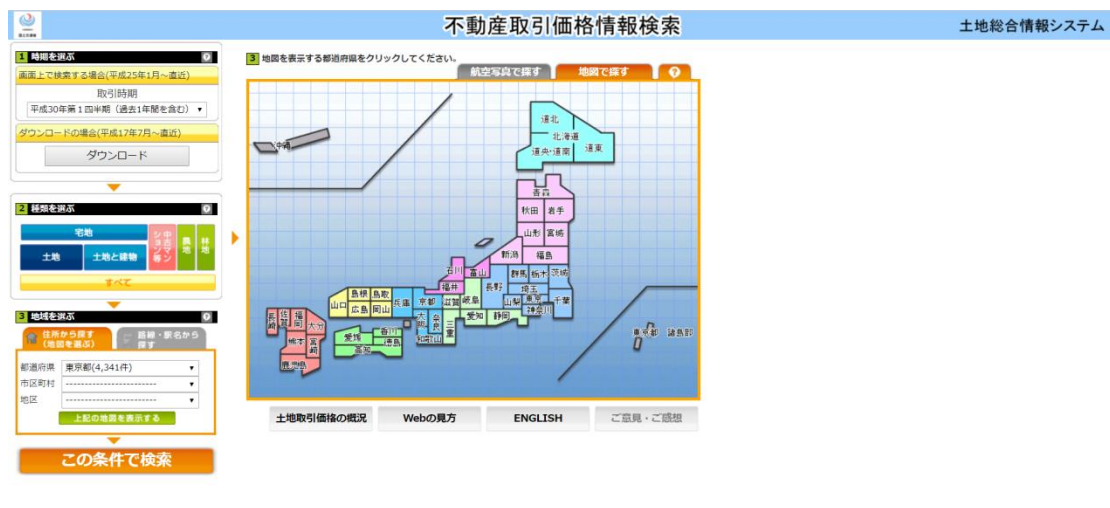 不動産取引価格情報検索
土地総合情報システム
1 時期を選ぶ ?
画面上で検索する場合(平成25年1月～直近)
取引時期
平成30年第1四半期（過去1年間を含む）
ダウンロードの場合(平成17年7月～直近)
ダウンロード
2 種類を選ぶ ?
宅地
土地
土地と建物
中古マンション等
農地
林地
すべて
3 地域を選ぶ ?
住所から探す
（地図を選ぶ）
路線・駅名から
探す
都道府県 東京都(4,341件)
市区町村 ------------------------
地区 ------------------------
上記の地図を表示する
この条件で検索
3 地図を表示する都道府県をクリックしてください。
航空写真で探す
地図で探す
?
沖縄
道北
北海道
道央・道南
道東
青森
秋田
岩手
山形
宮城
新潟
福島
石川
富山
群馬
栃木
茨城
福井
長野
埼玉
島根
鳥取
兵庫
京都
滋賀
岐阜
山梨
東京
千葉
山口
広島
岡山
神奈川
大阪
奈良
三重
愛知
静岡
長崎
佐賀
福岡
大分
熊本
宮崎
鹿児島
愛媛
香川
徳島
高知
和歌山
東京都 諸島部
土地取引価格の概況
Webの見方
ENGLISH
ご意見・ご感想